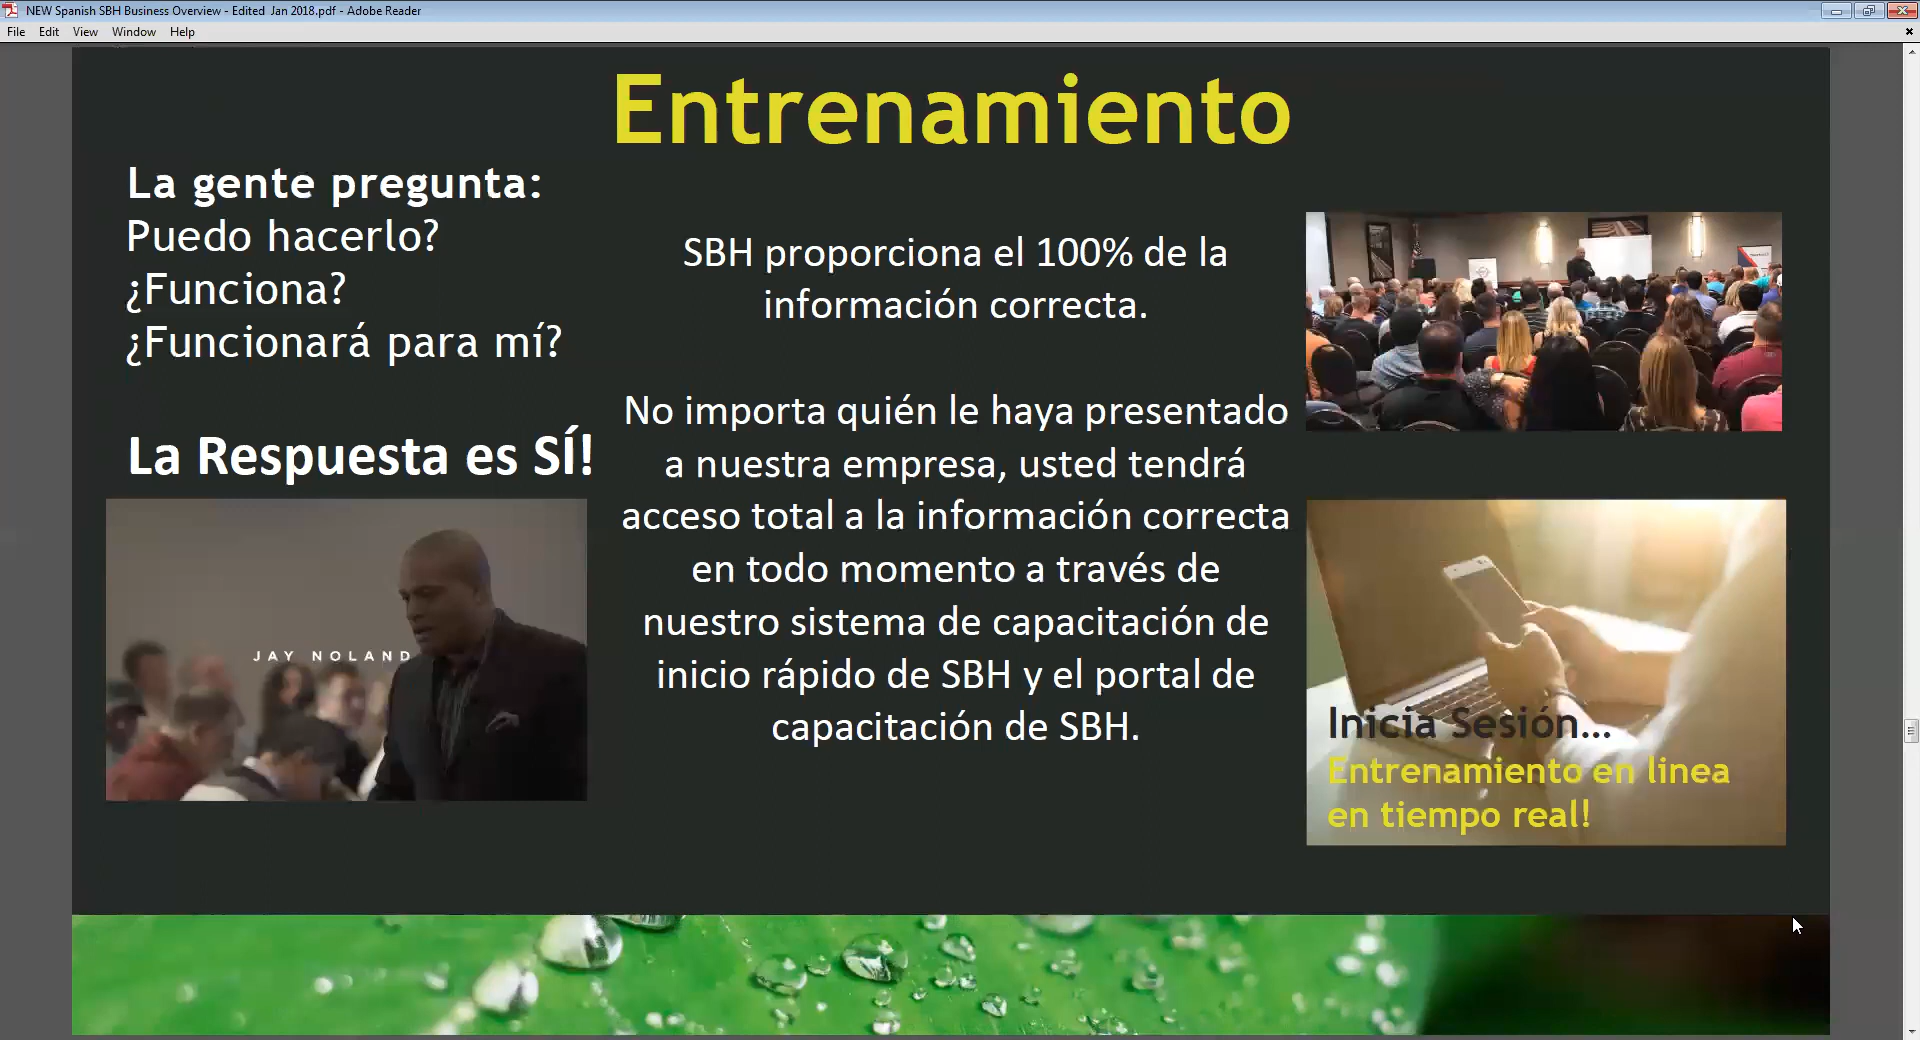 NEW Spanish SBH Business Overview - Edited  Jan 2018.pdf - Adobe Reader
File Edit View Window Help
Entrenamiento
La gente pregunta:
Puedo hacerlo?
¿Funciona?
¿Funcionará para mí?
La Respuesta es SÍ!
JAY NOLAND
SBH proporciona el 100% de la
información correcta.
No importa quién le haya presentado
a nuestra empresa, usted tendrá
acceso total a la información correcta
en todo momento a través de
nuestro sistema de capacitación de
inicio rápido de SBH y el portal de
capacitación de SBH.
Inicia Sesión...
Entrenamiento en linea
en tiempo real!